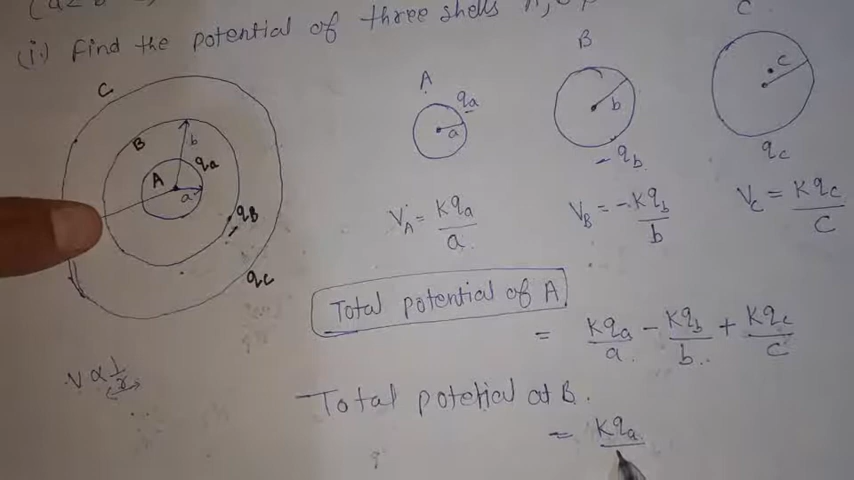 (i) Find the potential of three shells A,
C
B
A
a
b
qa
qB
qc
A
qa
a
B
b
- qb
C
c
qc
VA = Kqa/a
VB = -Kqb/b
VC = Kqc/C
Total potential of A
= Kqa/a - Kqb/b + Kqc/C
V ∝ 1/r
Total potential at B.
= Kqa